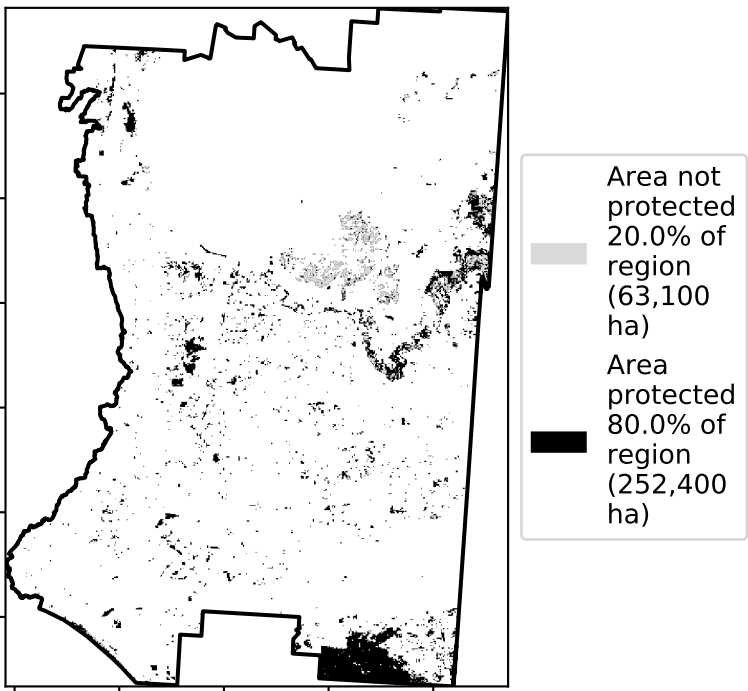 Area not
protected
20.0% of
region
(63,100
ha)
Area
protected
80.0% of
region
(252,400
ha)